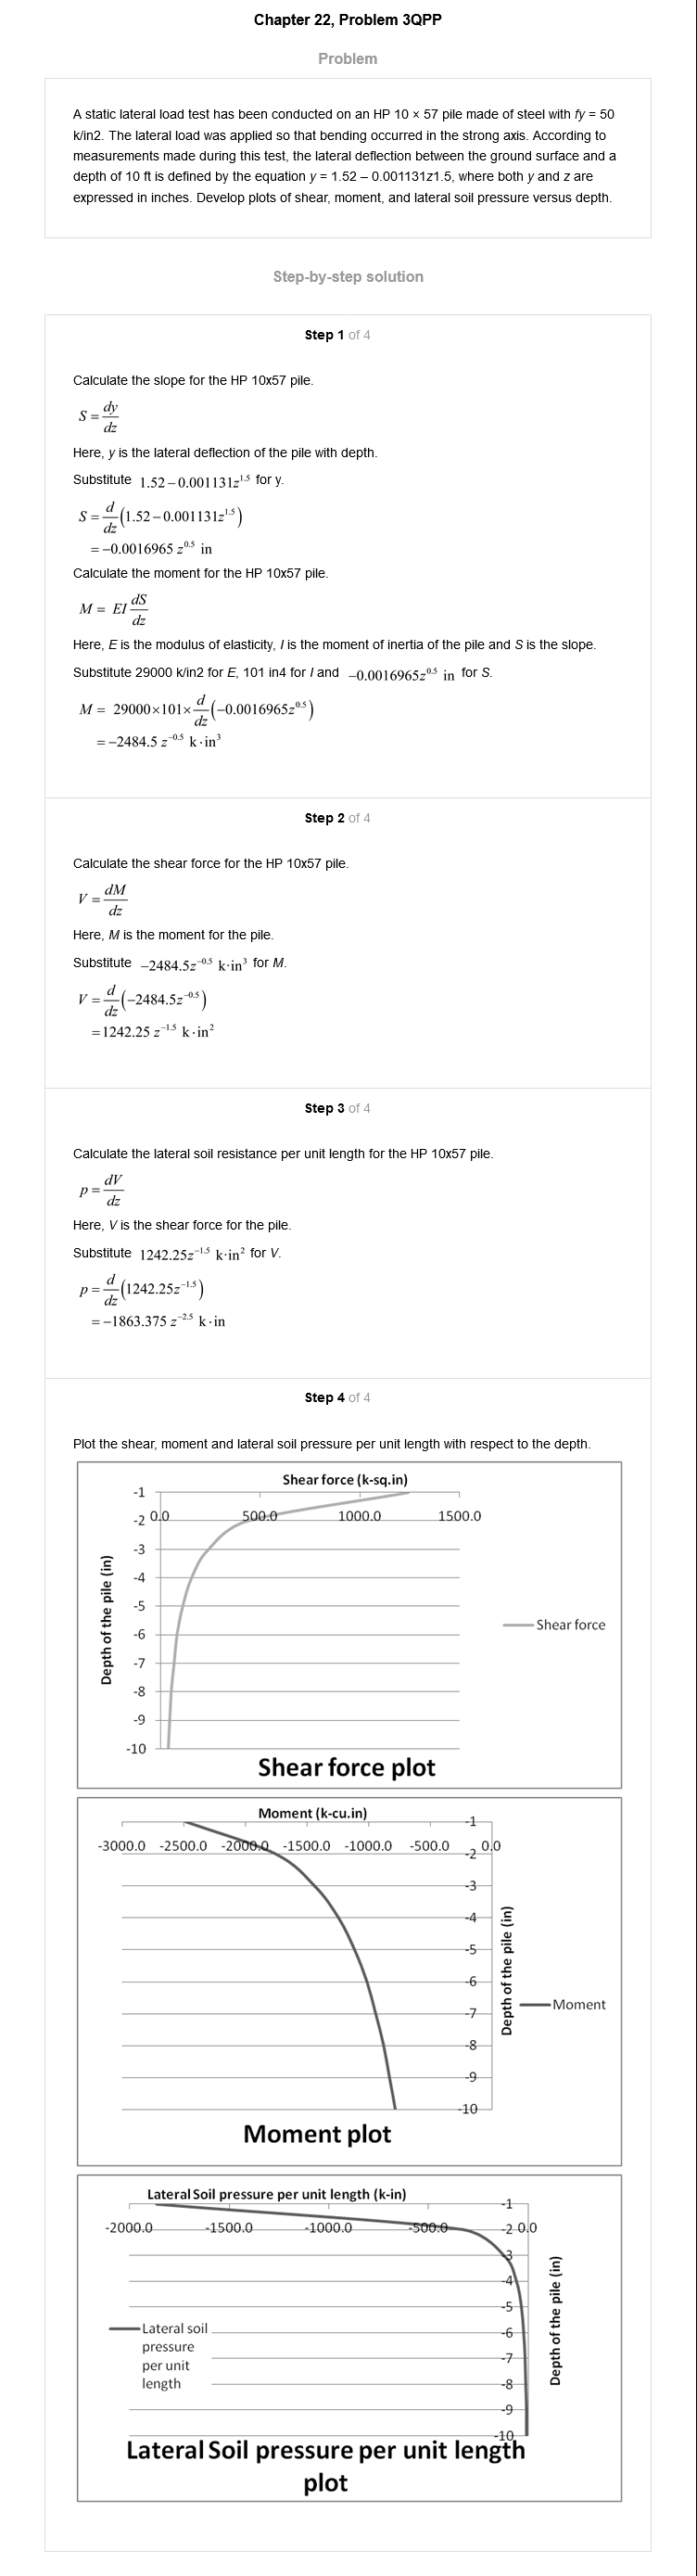 Chapter 22, Problem 3QPP
Problem
A static lateral load test has been conducted on an HP 10 × 57 pile made of steel with fy = 50
k/in2. The lateral load was applied so that bending occurred in the strong axis. According to
measurements made during this test, the lateral deflection between the ground surface and a
depth of 10 ft is defined by the equation y = 1.52 – 0.001131z1.5, where both y and z are
expressed in inches. Develop plots of shear, moment, and lateral soil pressure versus depth.
Step-by-step solution
Step 1 of 4
Calculate the slope for the HP 10x57 pile.
S = dy/dz
Here, y is the lateral deflection of the pile with depth.
Substitute 1.52 − 0.001131z^1.5 for y.
S = d/dz (1.52 − 0.001131z^1.5)
= −0.0016965 z^0.5 in
Calculate the moment for the HP 10x57 pile.
M = EI dS/dz
Here, E is the modulus of elasticity, I is the moment of inertia of the pile and S is the slope.
Substitute 29000 k/in2 for E, 101 in4 for I and −0.0016965z^0.5 in for S.
M = 29000×101× d/dz (−0.0016965z^0.5)
= −2484.5 z^−0.5 k·in^3
Step 2 of 4
Calculate the shear force for the HP 10x57 pile.
V = dM/dz
Here, M is the moment for the pile.
Substitute −2484.5z^−0.5 k·in^3 for M.
V = d/dz (−2484.5z^−0.5)
= 1242.25 z^−1.5 k·in^2
Step 3 of 4
Calculate the lateral soil resistance per unit length for the HP 10x57 pile.
p = dV/dz
Here, V is the shear force for the pile.
Substitute 1242.25z^−1.5 k·in^2 for V.
p = d/dz (1242.25z^−1.5)
= −1863.375 z^−2.5 k·in
Step 4 of 4
Plot the shear, moment and lateral soil pressure per unit length with respect to the depth.
Shear force (k-sq.in)
-1
-2 0.0 500.0 1000.0 1500.0
-3
-4
-5
-6
-7
-8
-9
-10
Depth of the pile (in)
Shear force
Shear force plot
Moment (k-cu.in)
-1
-3000.0 -2500.0 -2000.0 -1500.0 -1000.0 -500.0 0.0
-2
-3
-4
-5
-6
-7
-8
-9
-10
Depth of the pile (in)
Moment
Moment plot
Lateral Soil pressure per unit length (k-in)
-1
-2000.0 -1500.0 -1000.0 -500.0 -2 0.0
-3
-4
-5
-6
-7
-8
-9
-10
Depth of the pile (in)
Lateral soil
pressure
per unit
length
Lateral Soil pressure per unit length
plot